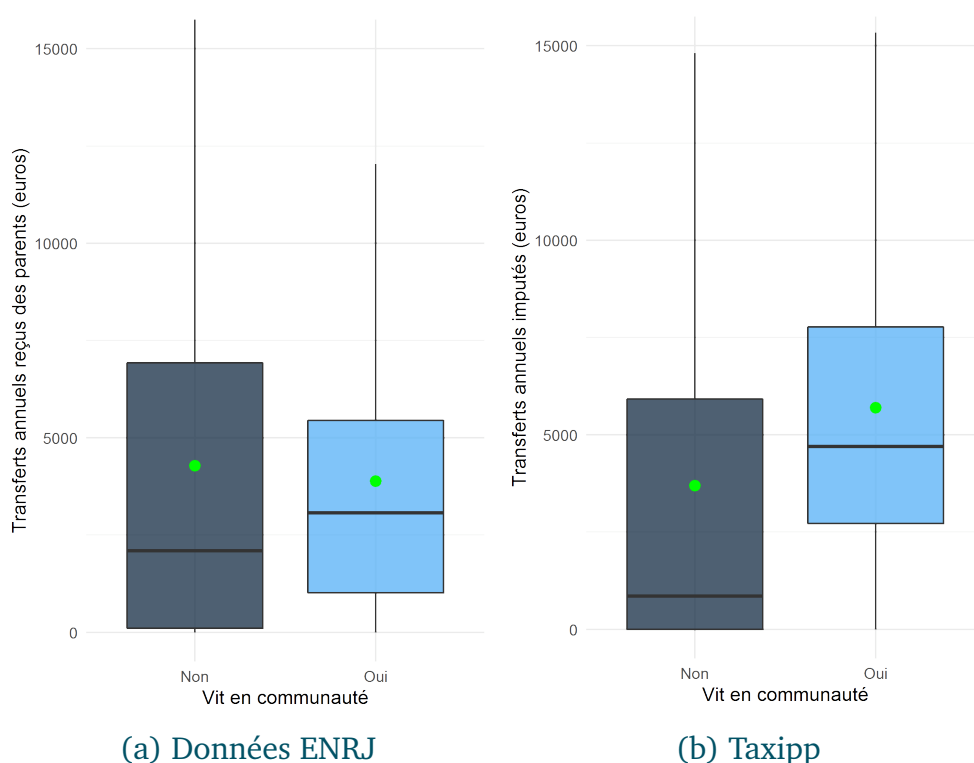 Transferts annuels reçus des parents (euros)
15000
10000
5000
0
Non
Oui
Vit en communauté
(a) Données ENRJ
Transferts annuels imputés (euros)
15000
10000
5000
0
Non
Oui
Vit en communauté
(b) Taxipp